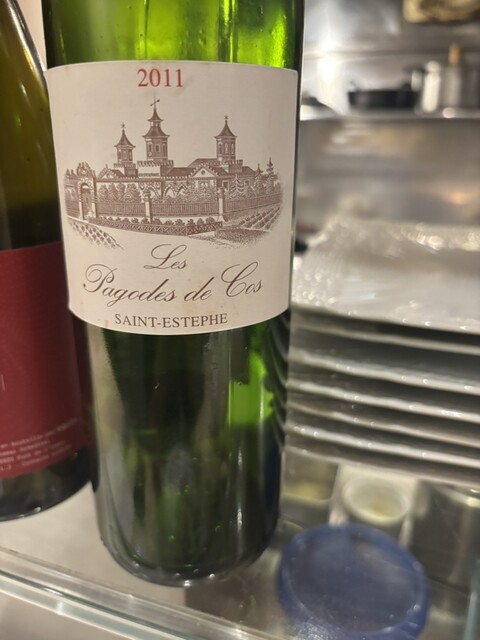 2011
Les
Pagodes de Cos
SAINT-ESTEPHE